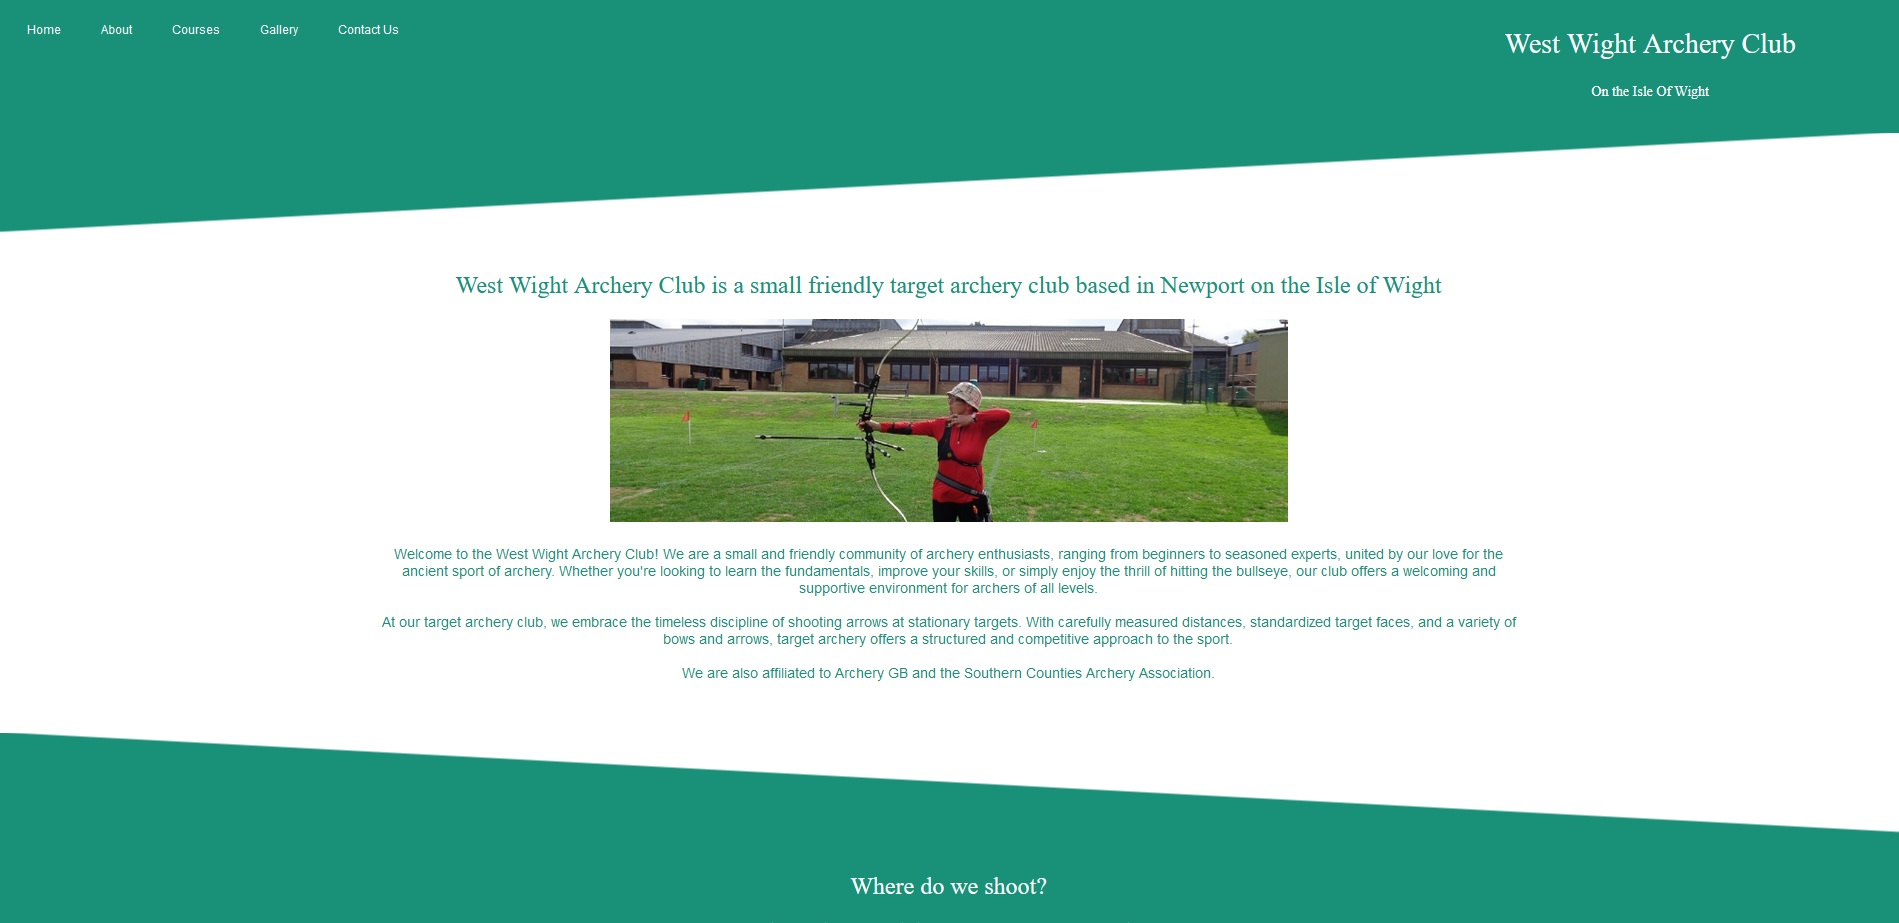 Home About Courses Gallery Contact Us
West Wight Archery Club
On the Isle Of Wight
West Wight Archery Club is a small friendly target archery club based in Newport on the Isle of Wight
Welcome to the West Wight Archery Club! We are a small and friendly community of archery enthusiasts, ranging from beginners to seasoned experts, united by our love for the
ancient sport of archery. Whether you're looking to learn the fundamentals, improve your skills, or simply enjoy the thrill of hitting the bullseye, our club offers a welcoming and
supportive environment for archers of all levels.
At our target archery club, we embrace the timeless discipline of shooting arrows at stationary targets. With carefully measured distances, standardized target faces, and a variety of
bows and arrows, target archery offers a structured and competitive approach to the sport.
We are also affiliated to Archery GB and the Southern Counties Archery Association.
Where do we shoot?